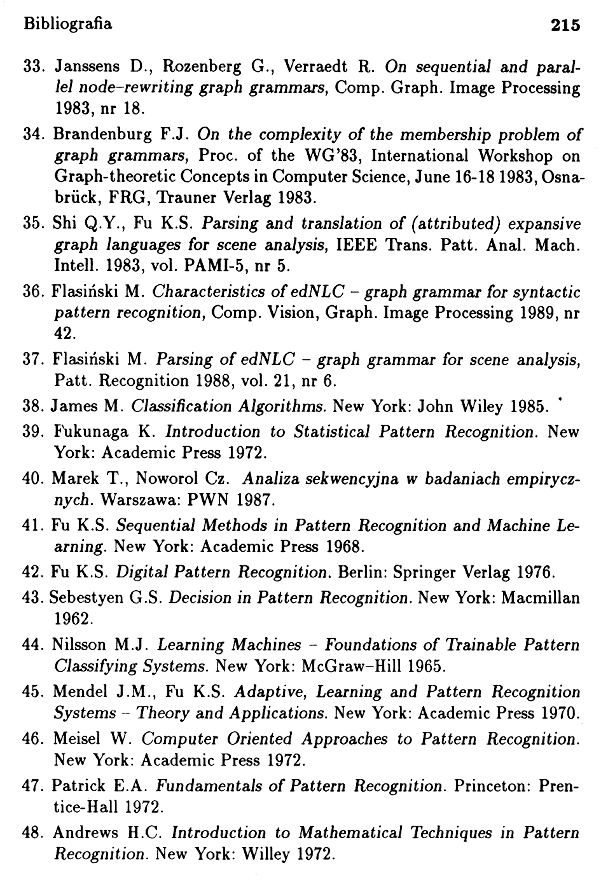 Bibliografia 215
33. Janssens D., Rozenberg G., Verraedt R. On sequential and paral-
lel node–rewriting graph grammars, Comp. Graph. Image Processing
1983, nr 18.
34. Brandenburg F.J. On the complexity of the membership problem of
graph grammars, Proc. of the WG'83, International Workshop on
Graph-theoretic Concepts in Computer Science, June 16-18 1983, Osna-
brück, FRG, Trauner Verlag 1983.
35. Shi Q.Y., Fu K.S. Parsing and translation of (attributed) expansive
graph languages for scene analysis, IEEE Trans. Patt. Anal. Mach.
Intell. 1983, vol. PAMI-5, nr 5.
36. Flasiński M. Characteristics of edNLC – graph grammar for syntactic
pattern recognition, Comp. Vision, Graph. Image Processing 1989, nr
42.
37. Flasiński M. Parsing of edNLC – graph grammar for scene analysis,
Patt. Recognition 1988, vol. 21, nr 6.
38. James M. Classification Algorithms. New York: John Wiley 1985.
39. Fukunaga K. Introduction to Statistical Pattern Recognition. New
York: Academic Press 1972.
40. Marek T., Noworol Cz. Analiza sekwencyjna w badaniach empirycz-
nych. Warszawa: PWN 1987.
41. Fu K.S. Sequential Methods in Pattern Recognition and Machine Le-
arning. New York: Academic Press 1968.
42. Fu K.S. Digital Pattern Recognition. Berlin: Springer Verlag 1976.
43. Sebestyen G.S. Decision in Pattern Recognition. New York: Macmillan
1962.
44. Nilsson M.J. Learning Machines – Foundations of Trainable Pattern
Classifying Systems. New York: McGraw–Hill 1965.
45. Mendel J.M., Fu K.S. Adaptive, Learning and Pattern Recognition
Systems – Theory and Applications. New York: Academic Press 1970.
46. Meisel W. Computer Oriented Approaches to Pattern Recognition.
New York: Academic Press 1972.
47. Patrick E.A. Fundamentals of Pattern Recognition. Princeton: Pren-
tice-Hall 1972.
48. Andrews H.C. Introduction to Mathematical Techniques in Pattern
Recognition. New York: Willey 1972.